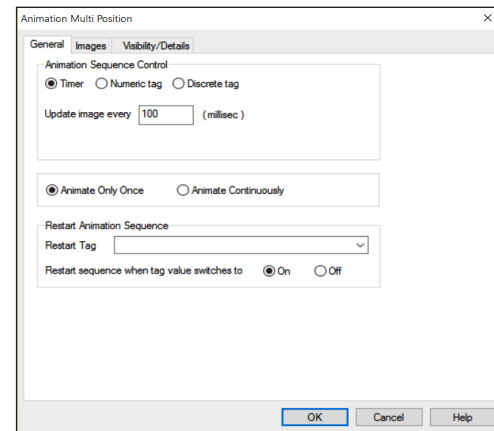 Animation Multi Position
General Images Visibility/Details
Animation Sequence Control
Timer Numeric tag Discrete tag
Update image every 100 (millisec )
Animate Only Once Animate Continuously
Restart Animation Sequence
Restart Tag
Restart sequence when tag value switches to On Off
OK Cancel Help